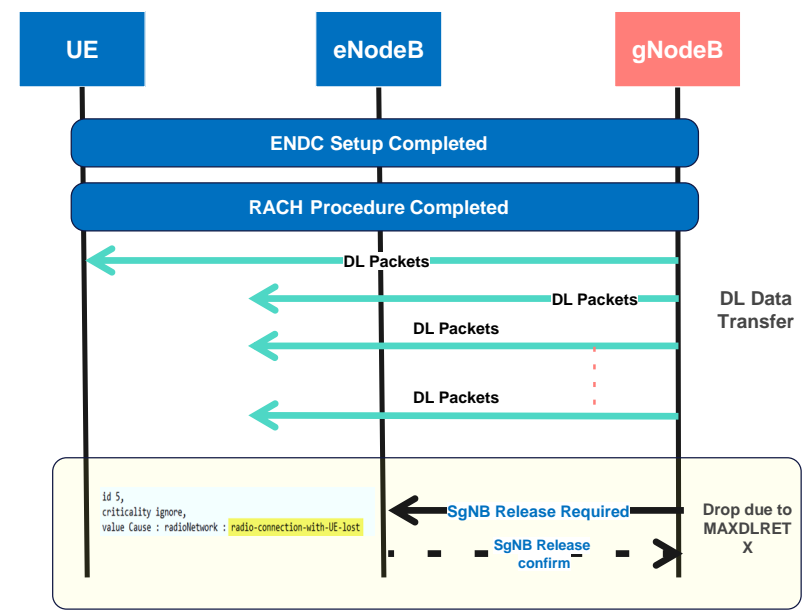 UE
eNodeB
gNodeB
ENDC Setup Completed
RACH Procedure Completed
DL Packets
DL Packets
DL Packets
DL Packets
DL Data
Transfer
id 5,
criticality ignore,
value Cause : radioNetwork : radio-connection-with-UE-lost
SgNB Release Required
SgNB Release
confirm
Drop due to
MAXDLRET
X